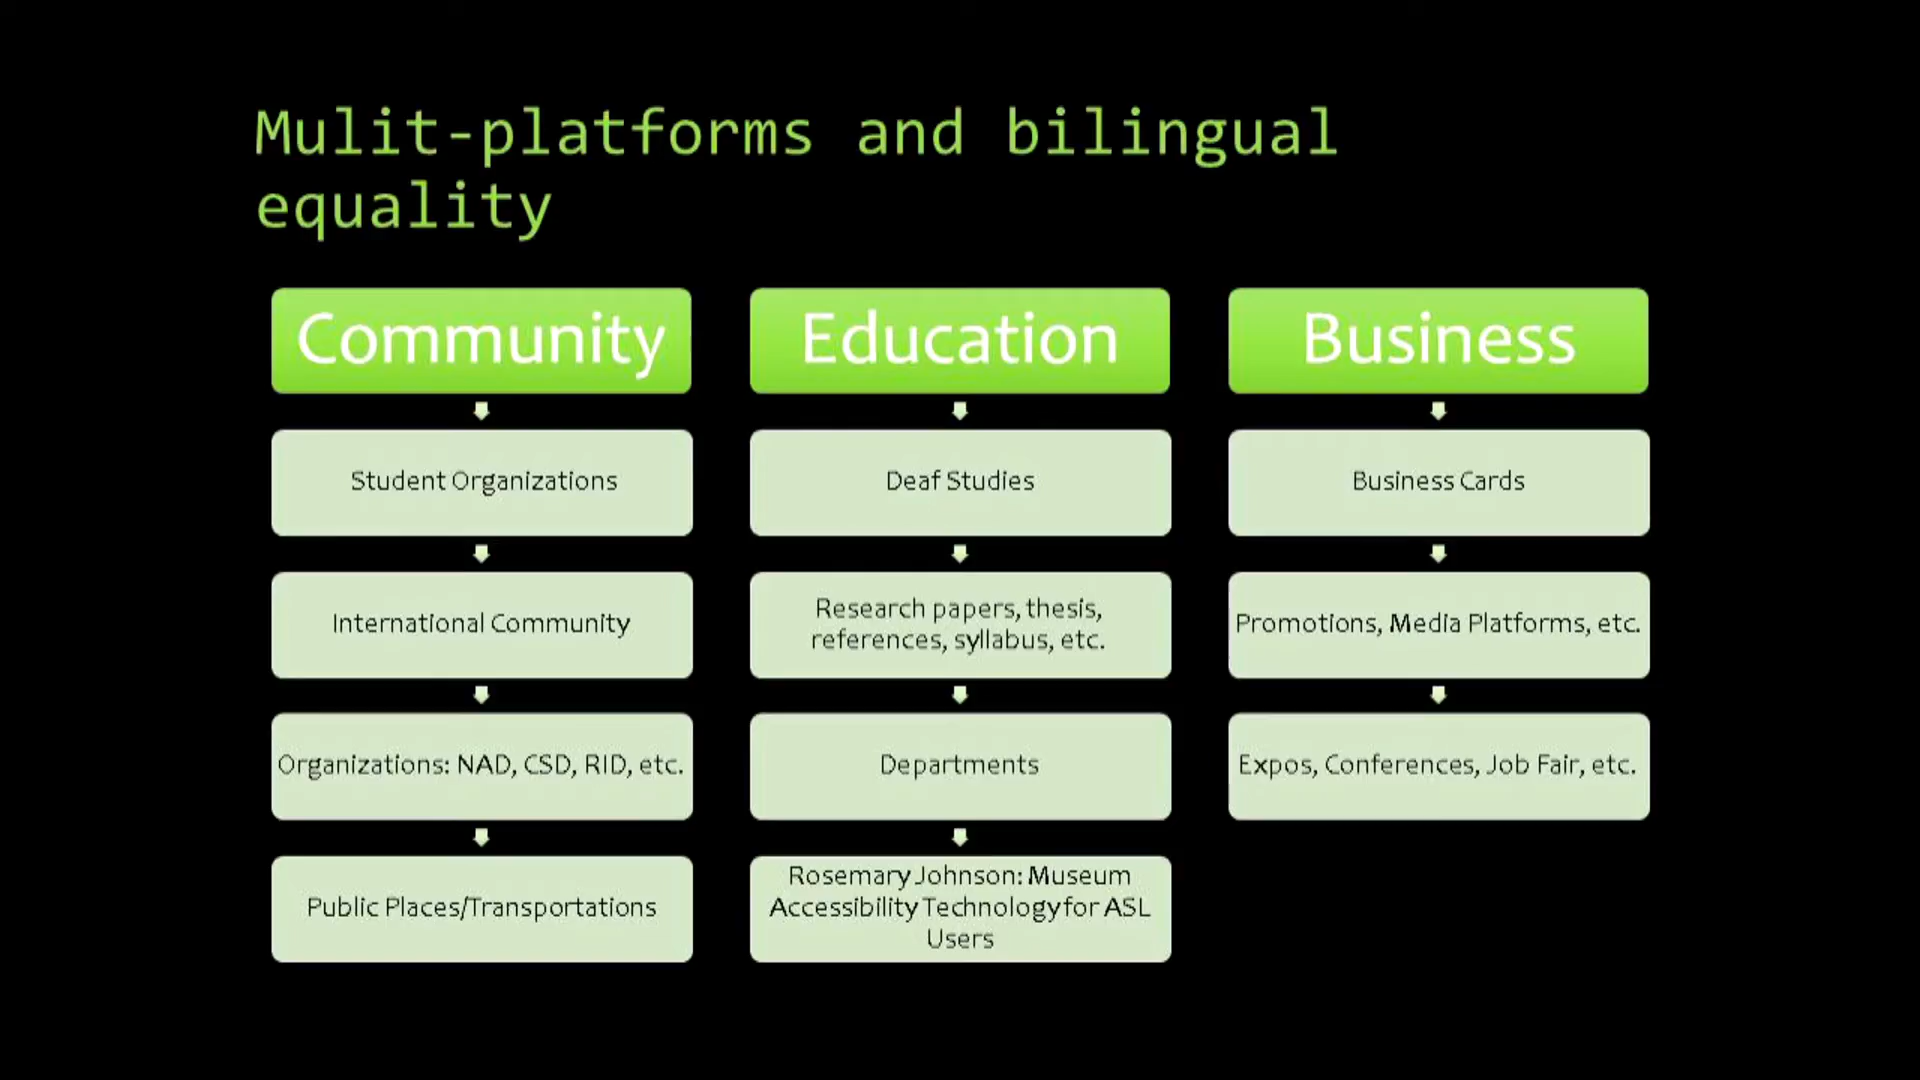 Mulit-platforms and bilingual
equality
Community
Student Organizations
International Community
Organizations: NAD, CSD, RID, etc.
Public Places/Transportations
Education
Deaf Studies
Research papers, thesis,
references, syllabus, etc.
Departments
Rosemary Johnson: Museum
Accessibility Technology for ASL
Users
Business
Business Cards
Promotions, Media Platforms, etc.
Expos, Conferences, Job Fair, etc.